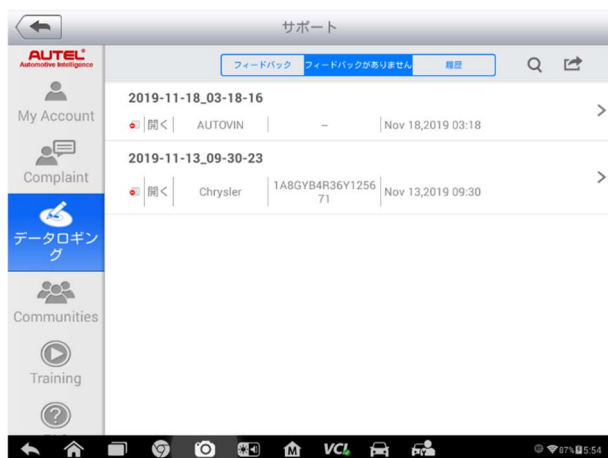 サポート
AUTEL
Automotive Intelligence
フィードバック フィードバックがありません 履歴
My Account
Complaint
データロギン
グ
Communities
Training
2019-11-18_03-18-16
開く AUTOVIN -- Nov 18,2019 03:18
2019-11-13_09-30-23
開く Chrysler 1A8GYB4R36Y1256
71 Nov 13,2019 09:30
M VCI 87% 5:54